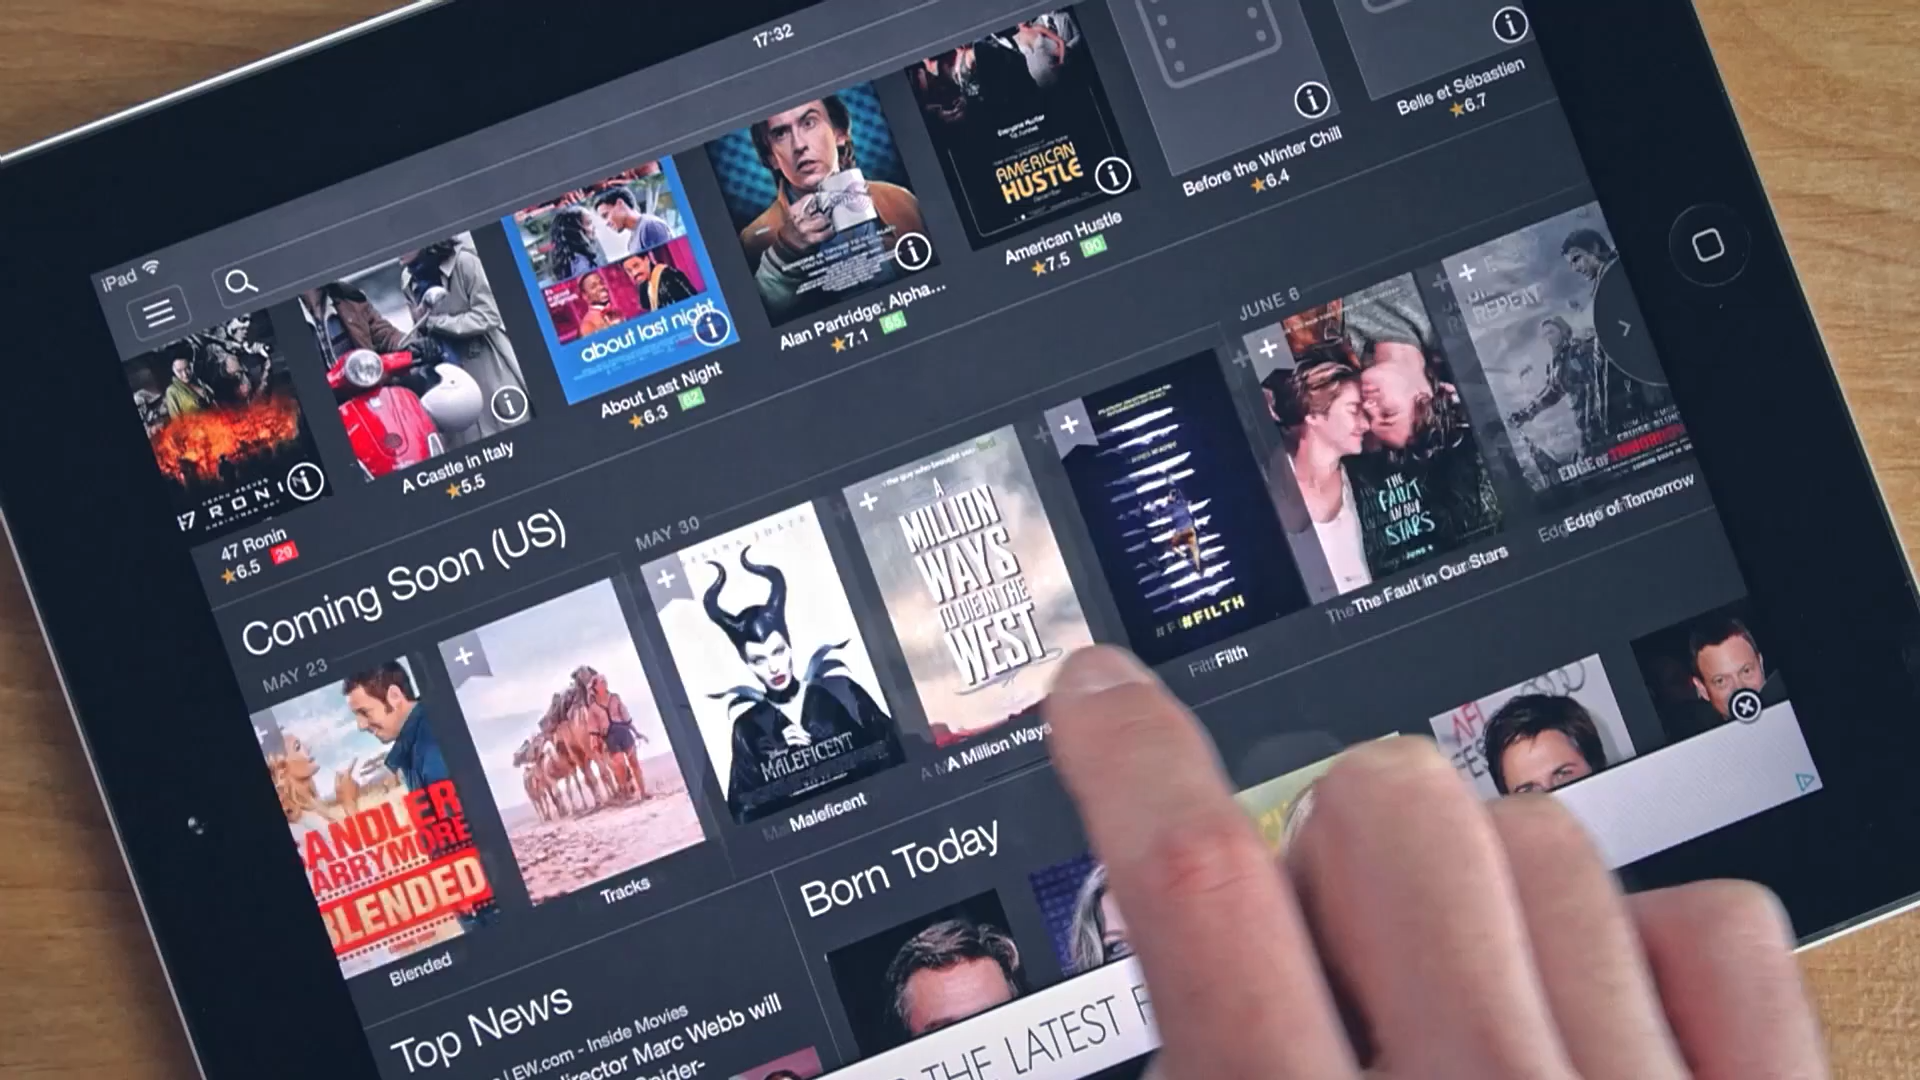 17:32
iPad
Belle et Sébastien
6.7
Before the Winter Chill
6.4
AMERICAN
HUSTLE
American Hustle
7.5 90
Alan Partridge: Alpha...
7.1 65
about last night
About Last Night
6.3 62
A Castle in Italy
5.5
47 Ronin
6.5 29
Coming Soon (US)
MAY 23
MAY 30
JUNE 6
BLENDED
Blended
Tracks
MALEFICENT
Maleficent
A
MILLION
WAYS
TO DIE IN THE
WEST
A Million Ways
#FILTH
Filth
THE
FAULT
IN OUR
STARS
The Fault in Our Stars
REPEAT
EDGE OF TOMORROW
Edge of Tomorrow
Born Today
AFI
Top News
EW.com - Inside Movies
director Marc Webb will
THE LATEST